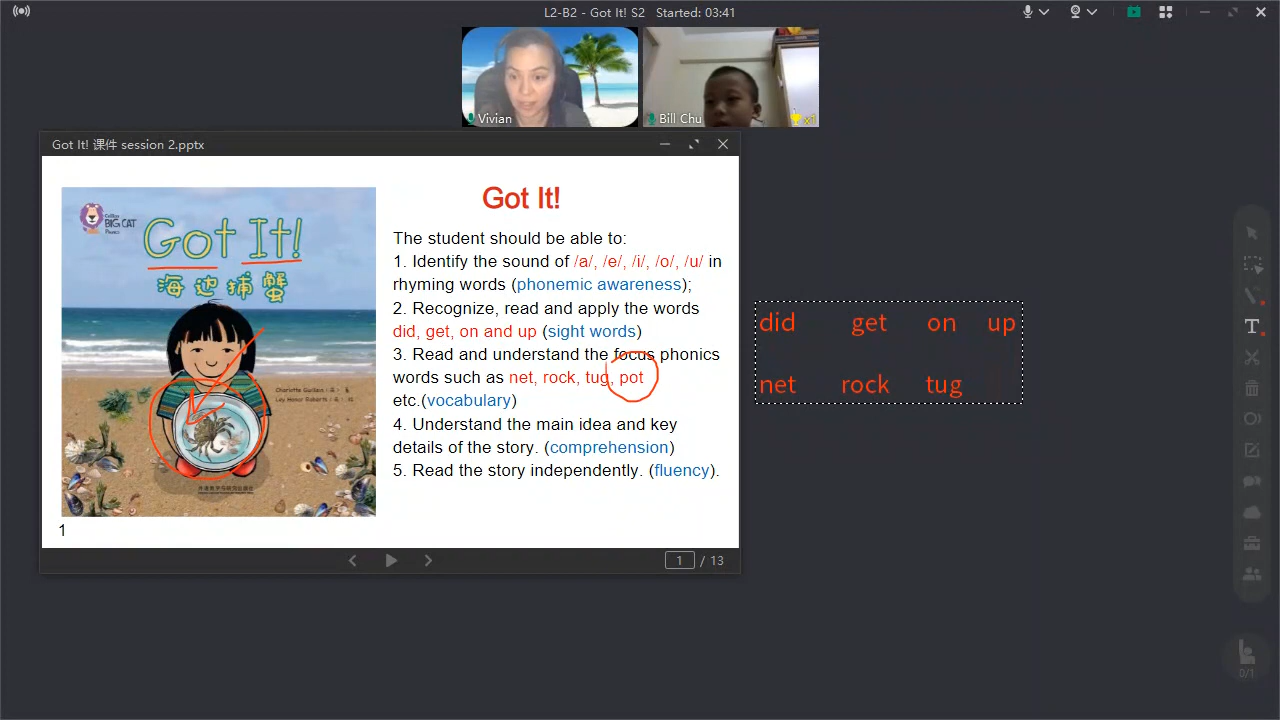 L2-B2 - Got It! S2 Started: 03:41
Vivian
Bill Chu
x1
Got It! 课件 session 2.pptx
Collins
BIG CAT
Phonics
Got It!
海边捕蟹
Got It!
The student should be able to:
1. Identify the sound of /a/, /e/, /i/, /o/, /u/ in
rhyming words (phonemic awareness);
2. Recognize, read and apply the words
did, get, on and up (sight words)
3. Read and understand the focus phonics
words such as net, rock, tug, pot
etc.(vocabulary)
4. Understand the main idea and key
details of the story. (comprehension)
5. Read the story independently. (fluency).
1
1 / 13
did get on up
net rock tug
T
0/1